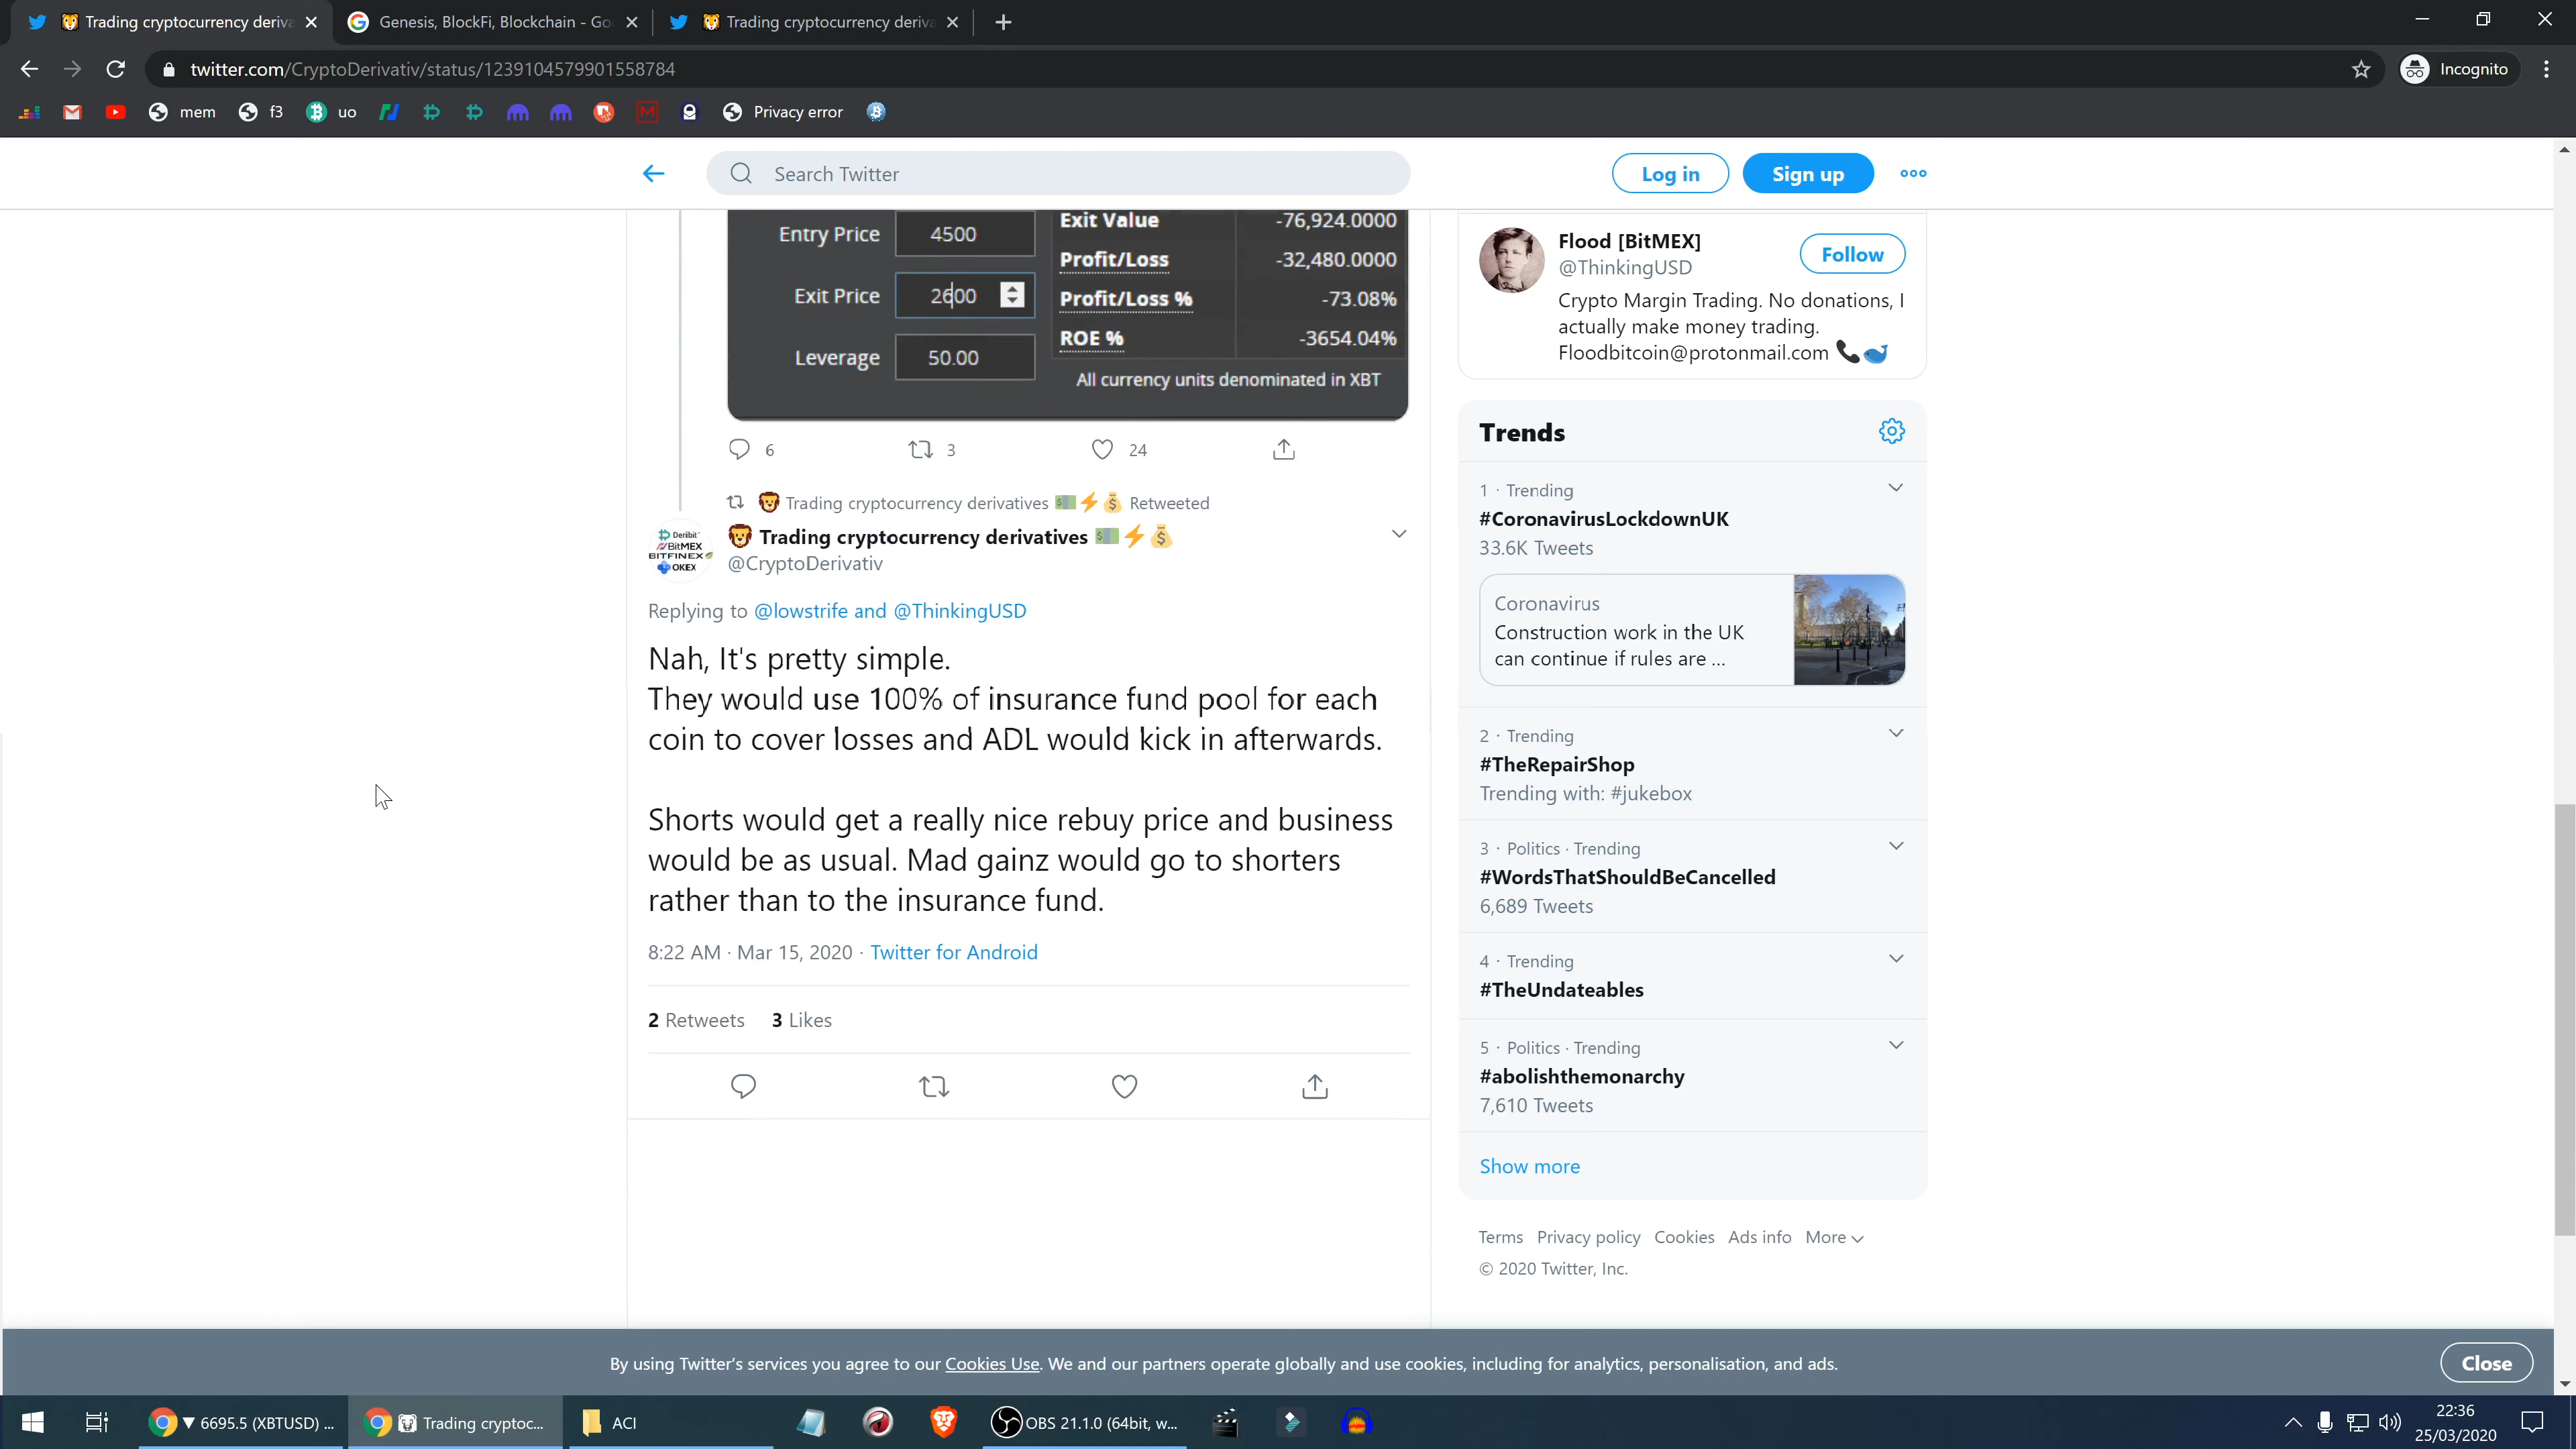 Trading cryptocurrency deriva
Genesis, BlockFi, Blockchain - Go
Trading cryptocurrency deriva
twitter.com/CryptoDerivativ/status/1239104579901558784
Incognito
mem
f3
uo
Privacy error
Search Twitter
Log in
Sign up
Entry Price 4500
Exit Price 2600
Leverage 50.00
Exit Value -76,924.0000
Profit/Loss -32,480.0000
Profit/Loss % -73.08%
ROE % -3654.04%
All currency units denominated in XBT
6 3 24
Trading cryptocurrency derivatives Retweeted
Deribit
BitMEX
BITFINEX
OKEX
Trading cryptocurrency derivatives
@CryptoDerivativ
Replying to @lowstrife and @ThinkingUSD
Nah, It's pretty simple.
They would use 100% of insurance fund pool for each
coin to cover losses and ADL would kick in afterwards.
Shorts would get a really nice rebuy price and business
would be as usual. Mad gainz would go to shorters
rather than to the insurance fund.
8:22 AM · Mar 15, 2020 · Twitter for Android
2 Retweets 3 Likes
Flood [BitMEX]
@ThinkingUSD
Follow
Crypto Margin Trading. No donations, I
actually make money trading.
Floodbitcoin@protonmail.com
Trends
1 · Trending
#CoronavirusLockdownUK
33.6K Tweets
Coronavirus
Construction work in the UK
can continue if rules are ...
2 · Trending
#TheRepairShop
Trending with: #jukebox
3 · Politics · Trending
#WordsThatShouldBeCancelled
6,689 Tweets
4 · Trending
#TheUndateables
5 · Politics · Trending
#abolishthemonarchy
7,610 Tweets
Show more
Terms Privacy policy Cookies Ads info More
© 2020 Twitter, Inc.
By using Twitter's services you agree to our Cookies Use. We and our partners operate globally and use cookies, including for analytics, personalisation, and ads.
Close
▼ 6695.5 (XBTUSD) ...
Trading cryptoc...
ACI
OBS 21.1.0 (64bit, w...
22:36
25/03/2020